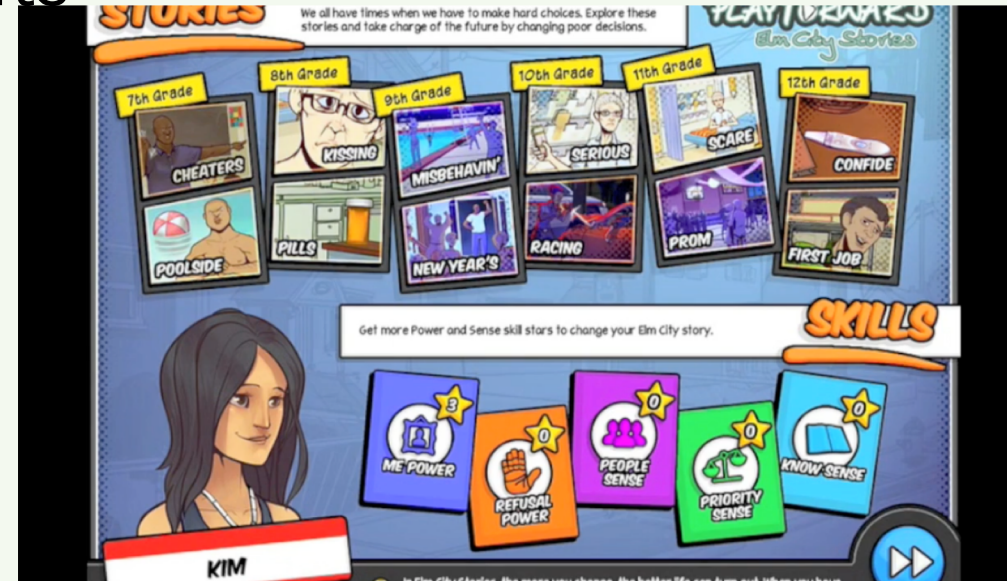 STORIES
We all have times when we have to make hard choices. Explore these
stories and take charge of the future by changing poor decisions.
PLAYFORWARD
Elm City Stories
7th Grade
8th Grade
9th Grade
10th Grade
11th Grade
12th Grade
CHEATERS
KISSING
MISBEHAVIN'
SERIOUS
SCARE
CONFIDE
POOLSIDE
PILLS
NEW YEAR'S
RACING
PROM
FIRST JOB
Get more Power and Sense skill stars to change your Elm City story.
SKILLS
3
ME POWER
0
REFUSAL
POWER
0
PEOPLE
SENSE
0
PRIORITY
SENSE
0
KNOW-SENSE
KIM
In Elm City Stories, the more you change, the better life can turn out. When you have